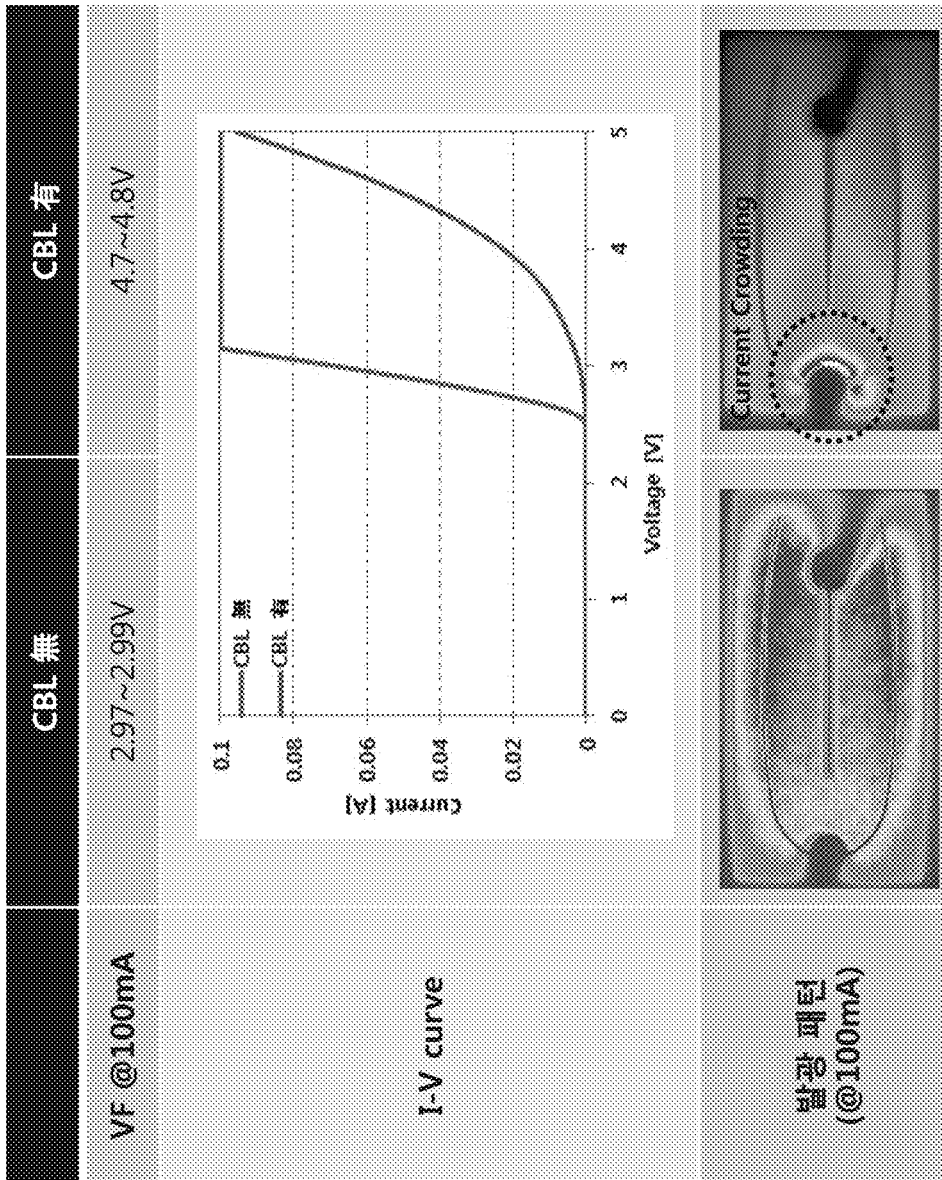 CBL 無
CBL 有
VF @100mA
2.97~2.99V
4.7~4.8V
I-V curve
Current [A]
0.1
0.08
0.06
0.04
0.02
0
CBL 無
CBL 有
0
1
2
3
4
5
Voltage [V]
발광 패턴
(@100mA)
Current Crowding